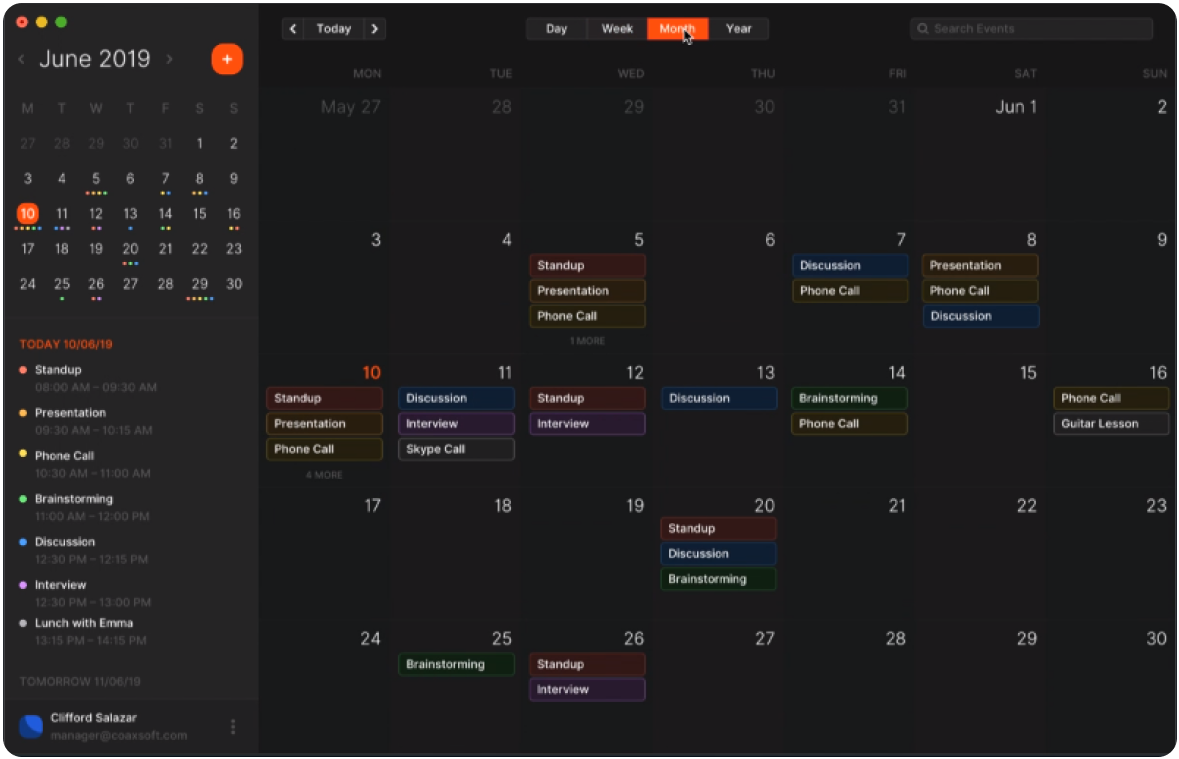 June 2019
M T W T F S S
27 28 29 30 31 1 2
3 4 5 6 7 8 9
10 11 12 13 14 15 16
17 18 19 20 21 22 23
24 25 26 27 28 29 30
TODAY 10/06/19
Standup
08:00 AM – 09:30 AM
Presentation
09:30 AM – 10:15 AM
Phone Call
10:30 AM – 11:00 AM
Brainstorming
11:00 AM – 12:00 PM
Discussion
12:30 PM – 12:15 PM
Interview
12:30 PM – 13:00 PM
Lunch with Emma
13:15 PM – 14:15 PM
TOMORROW 11/06/19
Clifford Salazar
manager@coaxsoft.com
Today Day Week Month Year Search Events
MON TUE WED THU FRI SAT SUN
May 27 28 29 30 31 Jun 1 2
3 4 5 6 7 8 9
Standup Discussion Presentation
Presentation Phone Call Phone Call
Phone Call Discussion
1 MORE
10 11 12 13 14 15 16
Standup Discussion Standup Discussion Brainstorming Phone Call
Presentation Interview Interview Phone Call Guitar Lesson
Phone Call Skype Call
4 MORE
17 18 19 20 21 22 23
Standup
Discussion
Brainstorming
24 25 26 27 28 29 30
Brainstorming Standup
Interview